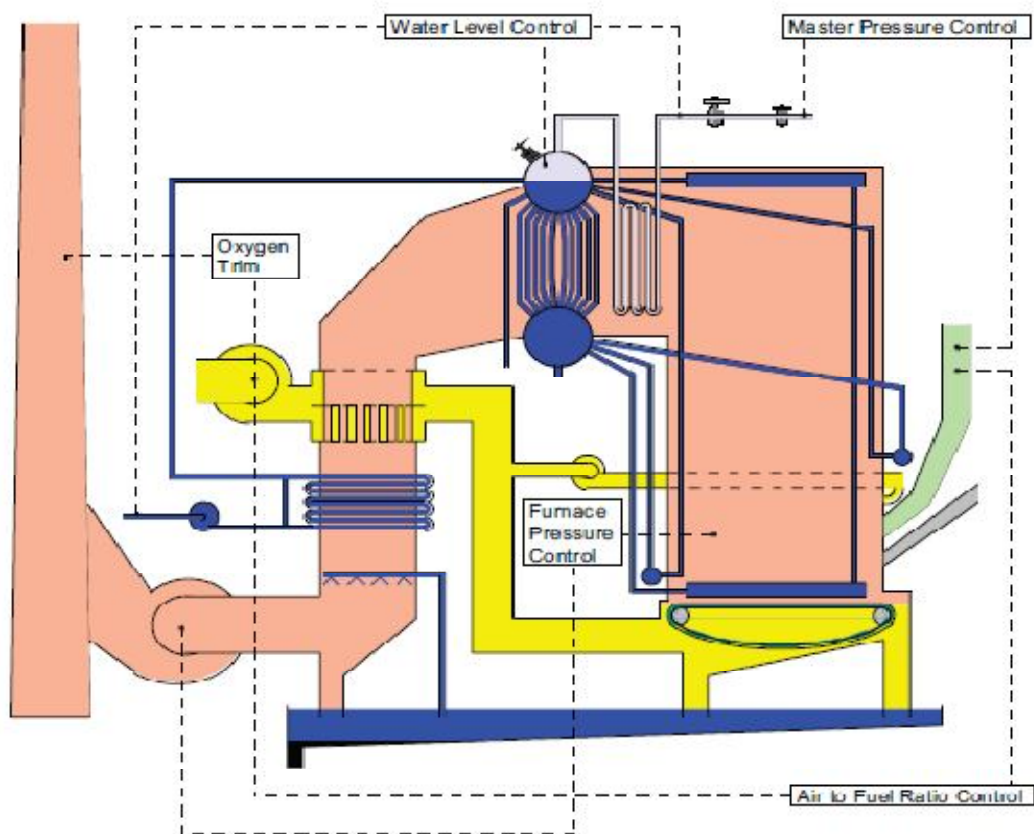 Water Level Control
Master Pressure Control
Oxygen
Trim
Furnace
Pressure
Control
Air to Fuel Ratio Control